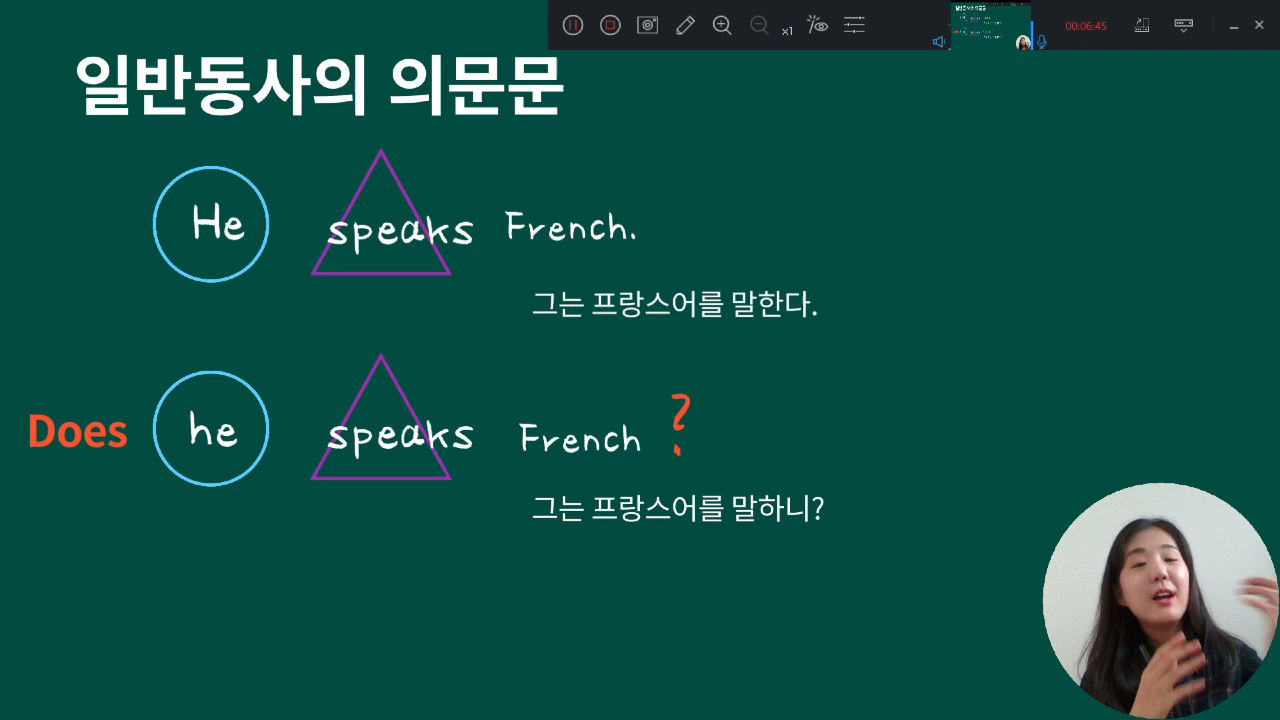 x1
00:06:45
일반동사의 의문문
He speaks French.
그는 프랑스어를 말한다.
Does he speaks French ?
그는 프랑스어를 말하니?